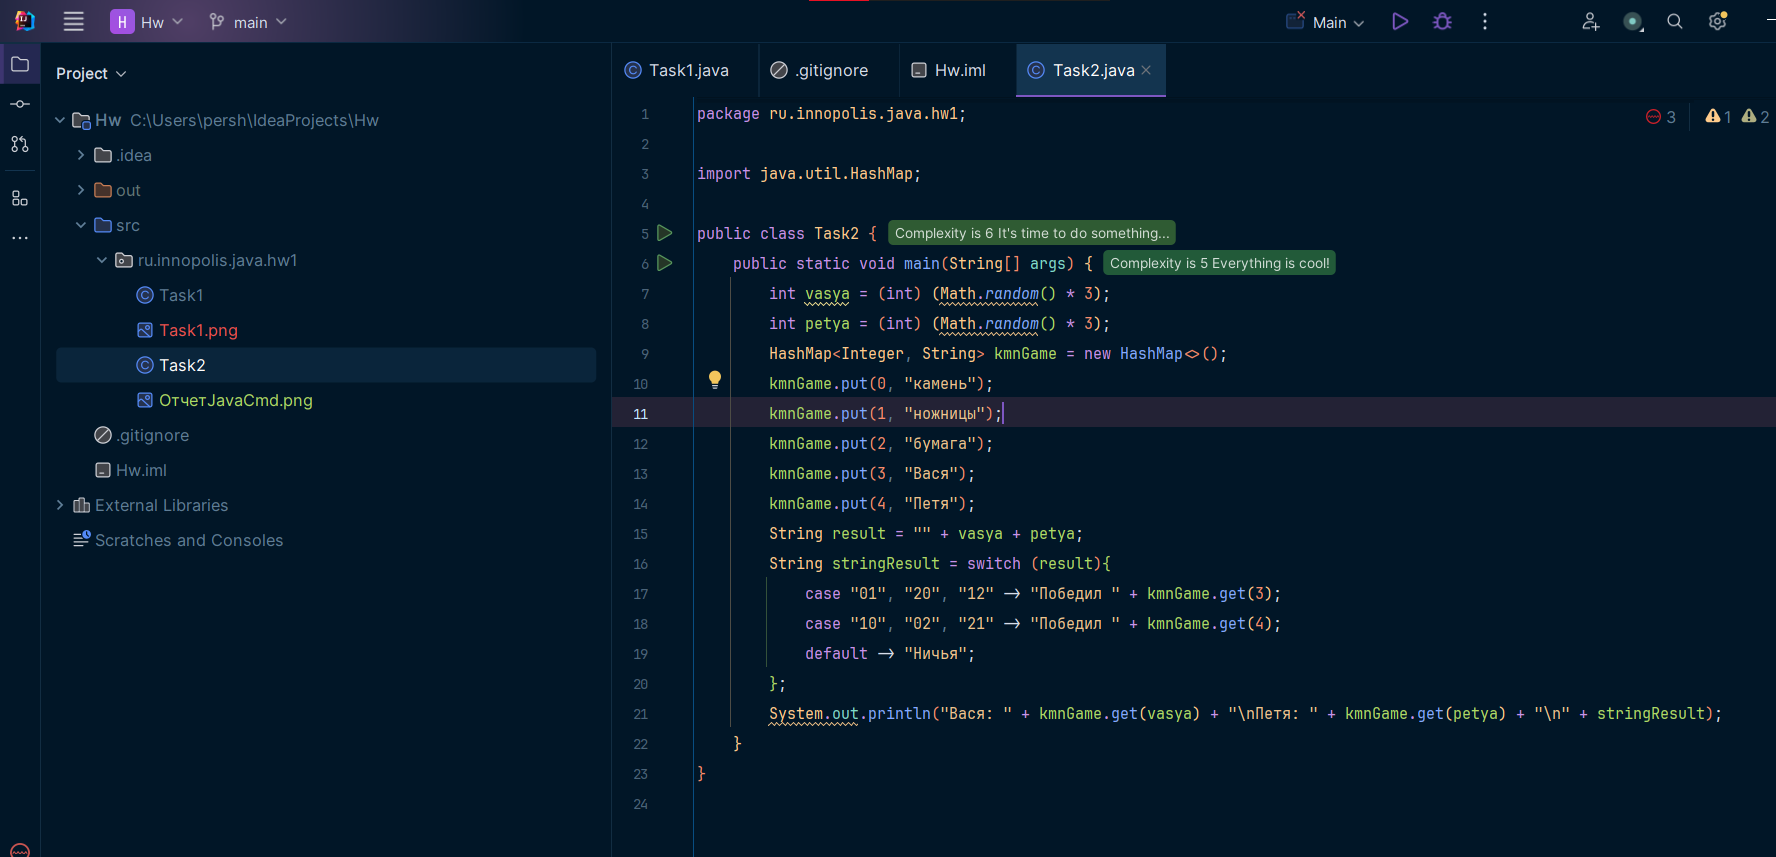 H Hw main Main
Project
Task1.java .gitignore Hw.iml Task2.java
Hw C:\Users\persh\IdeaProjects\Hw
.idea
out
src
ru.innopolis.java.hw1
Task1
Task1.png
Task2
ОтчетJavaCmd.png
.gitignore
Hw.iml
External Libraries
Scratches and Consoles
3 1 2
1 package ru.innopolis.java.hw1;
2
3 import java.util.HashMap;
4
5 public class Task2 { Complexity is 6 It's time to do something...
6 public static void main(String[] args) { Complexity is 5 Everything is cool!
7 int vasya = (int) (Math.random() * 3);
8 int petya = (int) (Math.random() * 3);
9 HashMap<Integer, String> kmnGame = new HashMap<>();
10 kmnGame.put(0, "камень");
11 kmnGame.put(1, "ножницы");
12 kmnGame.put(2, "бумага");
13 kmnGame.put(3, "Вася");
14 kmnGame.put(4, "Петя");
15 String result = "" + vasya + petya;
16 String stringResult = switch (result){
17 case "01", "20", "12" -> "Победил " + kmnGame.get(3);
18 case "10", "02", "21" -> "Победил " + kmnGame.get(4);
19 default -> "Ничья";
20 };
21 System.out.println("Вася: " + kmnGame.get(vasya) + "\nПетя: " + kmnGame.get(petya) + "\n" + stringResult);
22 }
23 }
24